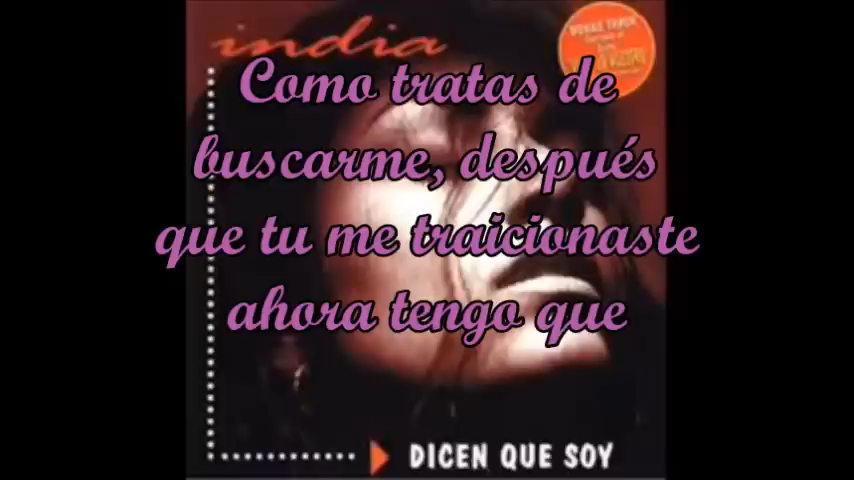 india
Como tratas de
buscarme, después
que tu me traicionaste
ahora tengo que
DICEN QUE SOY